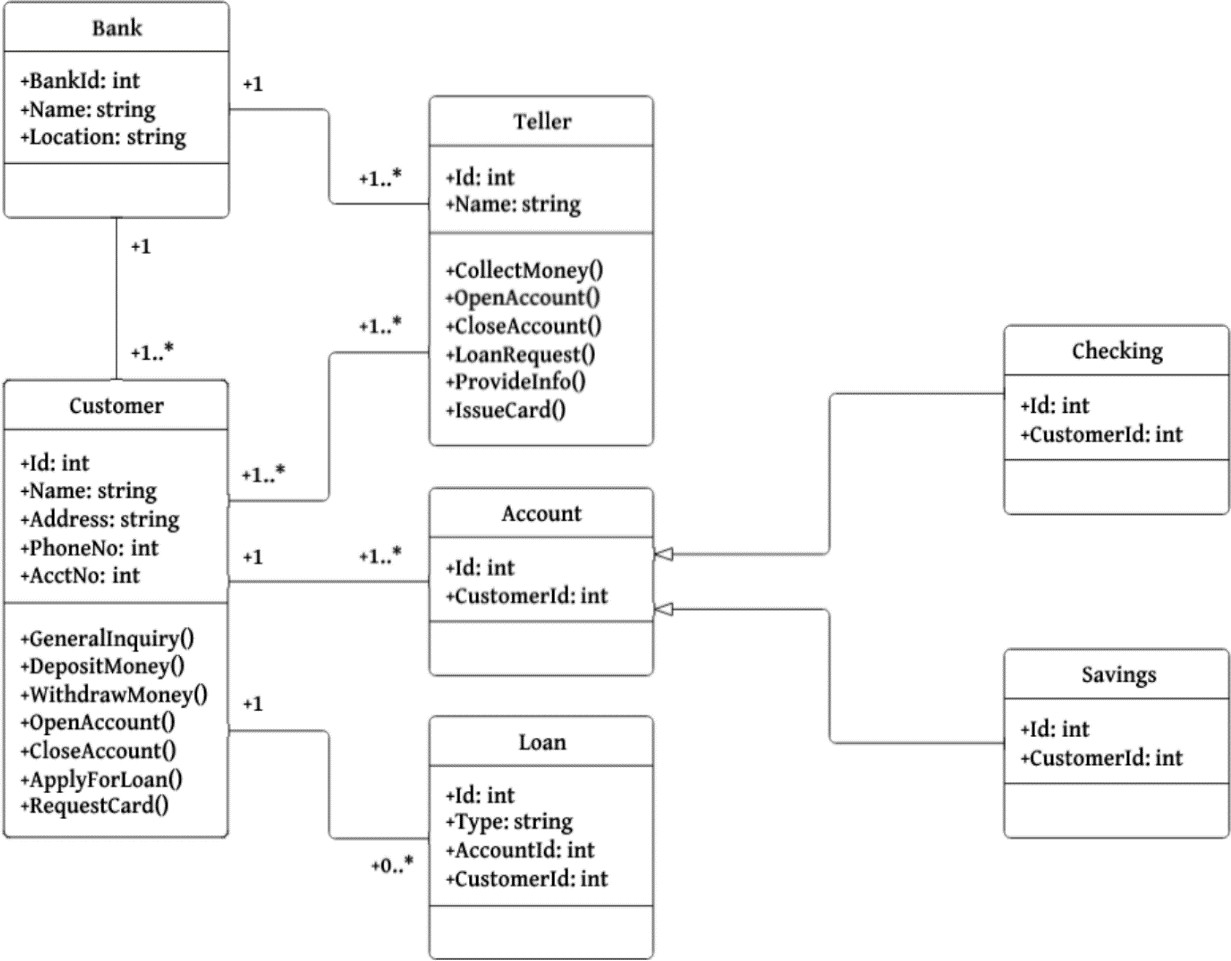 Bank
+BankId: int
+Name: string
+Location: string
+1
+1..*
Teller
+Id: int
+Name: string
+CollectMoney()
+OpenAccount()
+CloseAccount()
+LoanRequest()
+ProvideInfo()
+IssueCard()
+1
+1..*
+1..*
+1..*
Customer
+Id: int
+Name: string
+Address: string
+PhoneNo: int
+AcctNo: int
+GeneralInquiry()
+DepositMoney()
+WithdrawMoney()
+OpenAccount()
+CloseAccount()
+ApplyForLoan()
+RequestCard()
+1
+1..*
Account
+Id: int
+CustomerId: int
+1
+0..*
Loan
+Id: int
+Type: string
+AccountId: int
+CustomerId: int
Checking
+Id: int
+CustomerId: int
Savings
+Id: int
+CustomerId: int